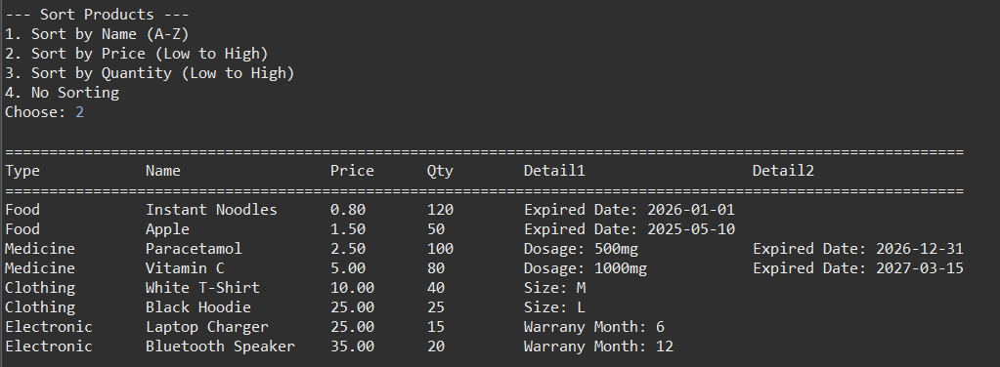 --- Sort Products ---
1. Sort by Name (A-Z)
2. Sort by Price (Low to High)
3. Sort by Quantity (Low to High)
4. No Sorting
Choose: 2
=============================================================================================================
Type            Name                 Price      Qty        Detail1                   Detail2
=============================================================================================================
Food            Instant Noodles      0.80       120        Expired Date: 2026-01-01
Food            Apple                1.50       50         Expired Date: 2025-05-10
Medicine        Paracetamol          2.50       100        Dosage: 500mg             Expired Date: 2026-12-31
Medicine        Vitamin C            5.00       80         Dosage: 1000mg            Expired Date: 2027-03-15
Clothing        White T-Shirt        10.00      40         Size: M
Clothing        Black Hoodie         25.00      25         Size: L
Electronic      Laptop Charger       25.00      15         Warrany Month: 6
Electronic      Bluetooth Speaker    35.00      20         Warrany Month: 12